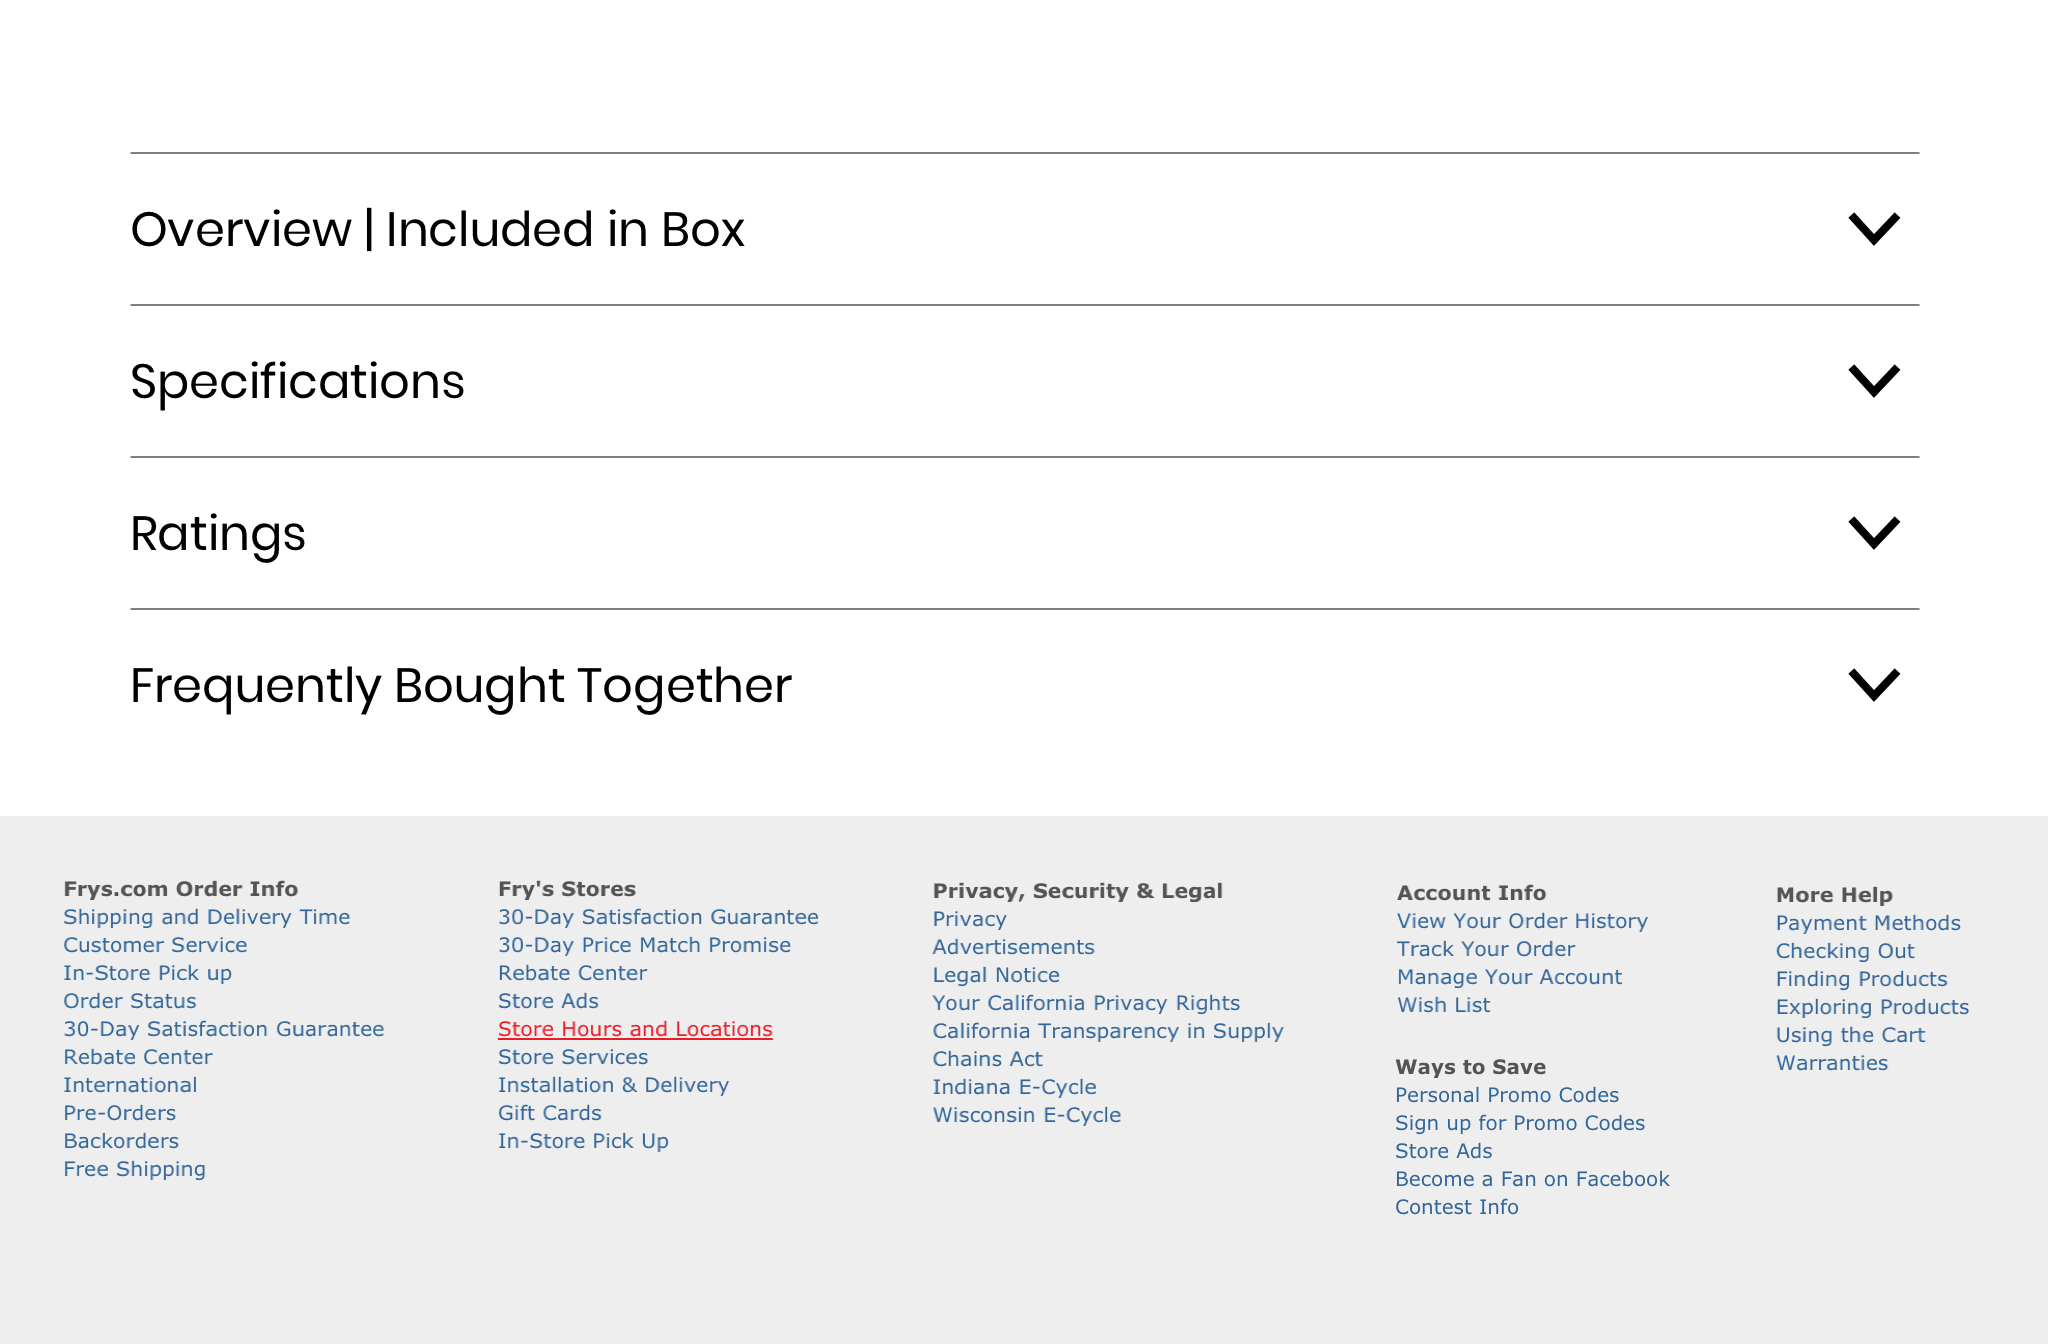 Overview | Included in Box
Specifications
Ratings
Frequently Bought Together
Frys.com Order Info
Shipping and Delivery Time
Customer Service
In-Store Pick up
Order Status
30-Day Satisfaction Guarantee
Rebate Center
International
Pre-Orders
Backorders
Free Shipping
Fry's Stores
30-Day Satisfaction Guarantee
30-Day Price Match Promise
Rebate Center
Store Ads
Store Hours and Locations
Store Services
Installation & Delivery
Gift Cards
In-Store Pick Up
Privacy, Security & Legal
Privacy
Advertisements
Legal Notice
Your California Privacy Rights
California Transparency in Supply
Chains Act
Indiana E-Cycle
Wisconsin E-Cycle
Account Info
View Your Order History
Track Your Order
Manage Your Account
Wish List
Ways to Save
Personal Promo Codes
Sign up for Promo Codes
Store Ads
Become a Fan on Facebook
Contest Info
More Help
Payment Methods
Checking Out
Finding Products
Exploring Products
Using the Cart
Warranties